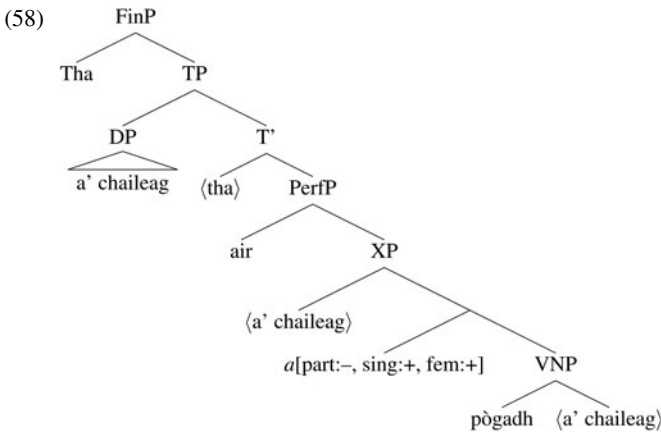 (58)
FinP
Tha TP
DP T’
a’ chaileag ⟨tha⟩ PerfP
air XP
⟨a’ chaileag⟩
a[part:–, sing:+, fem:+] VNP
pògadh ⟨a’ chaileag⟩